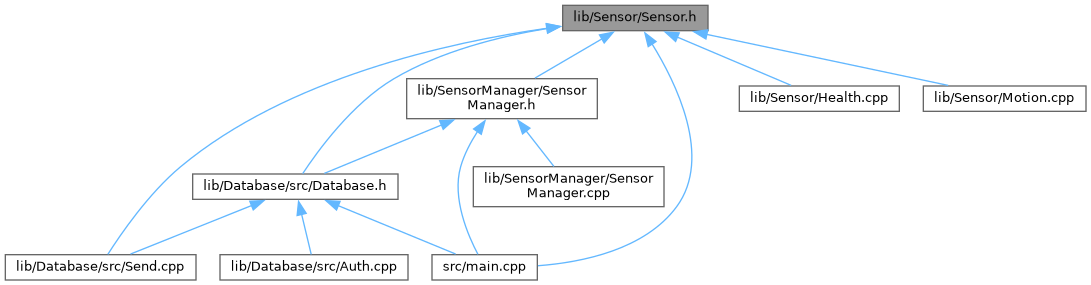 lib/Sensor/Sensor.h
lib/SensorManager/Sensor
Manager.h
lib/Sensor/Health.cpp
lib/Sensor/Motion.cpp
lib/Database/src/Database.h
lib/SensorManager/Sensor
Manager.cpp
lib/Database/src/Send.cpp
lib/Database/src/Auth.cpp
src/main.cpp